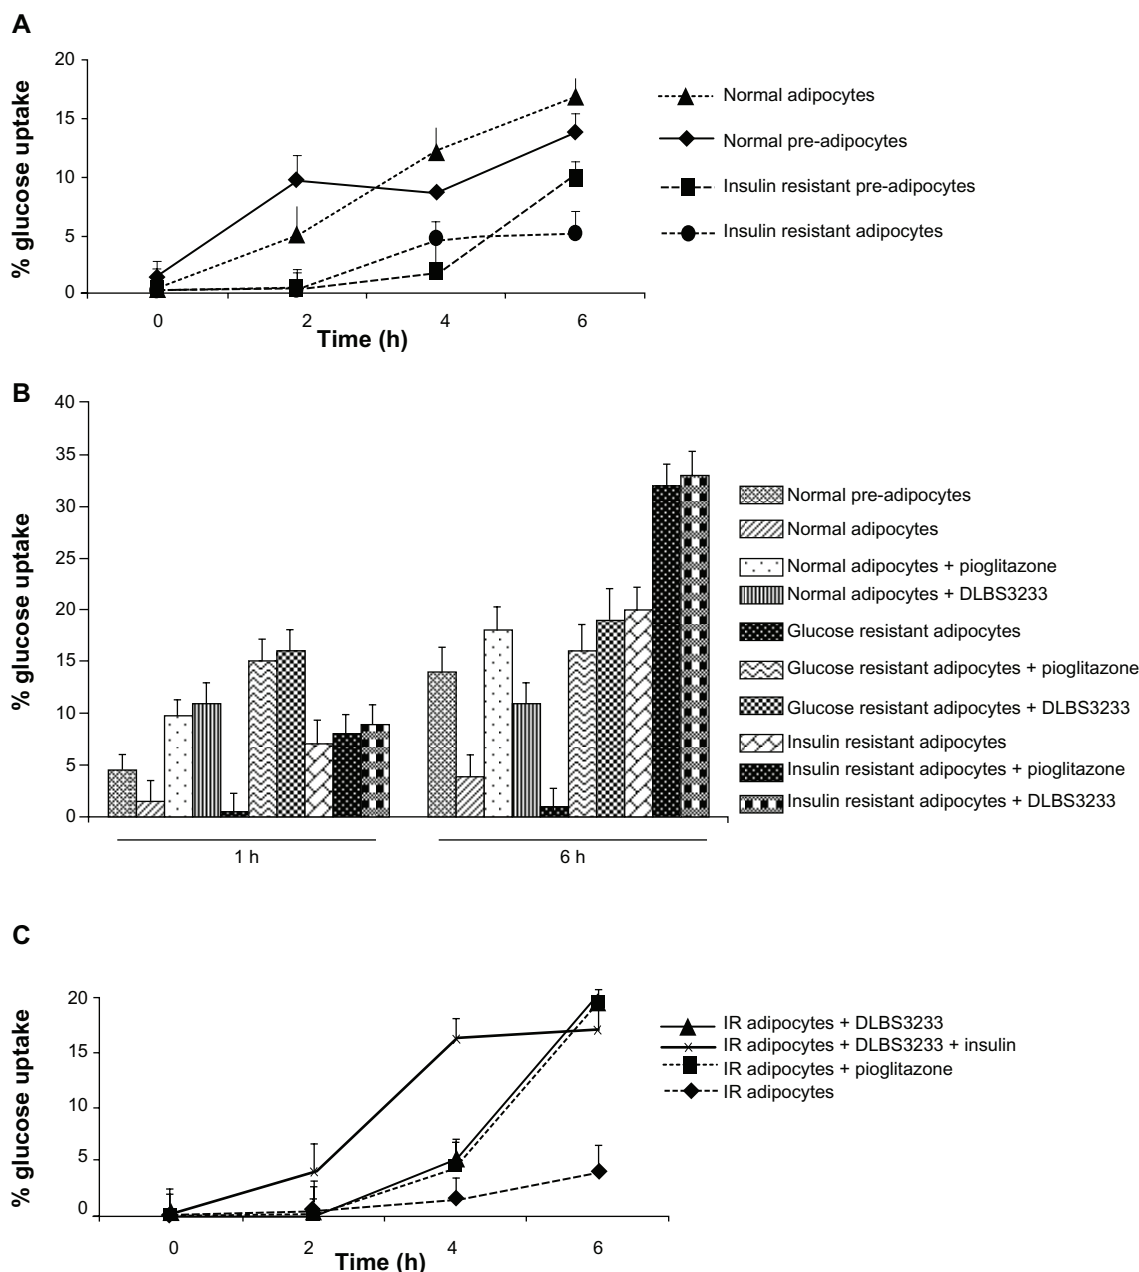 A
% glucose uptake
20
15
10
5
0
0
2
4
6
Time (h)
Normal adipocytes
Normal pre-adipocytes
Insulin resistant pre-adipocytes
Insulin resistant adipocytes
B
% glucose uptake
40
35
30
25
20
15
10
5
0
1 h
6 h
Normal pre-adipocytes
Normal adipocytes
Normal adipocytes + pioglitazone
Normal adipocytes + DLBS3233
Glucose resistant adipocytes
Glucose resistant adipocytes + pioglitazone
Glucose resistant adipocytes + DLBS3233
Insulin resistant adipocytes
Insulin resistant adipocytes + pioglitazone
Insulin resistant adipocytes + DLBS3233
C
% glucose uptake
20
15
10
5
0
0
2
4
6
Time (h)
IR adipocytes + DLBS3233
IR adipocytes + DLBS3233 + insulin
IR adipocytes + pioglitazone
IR adipocytes